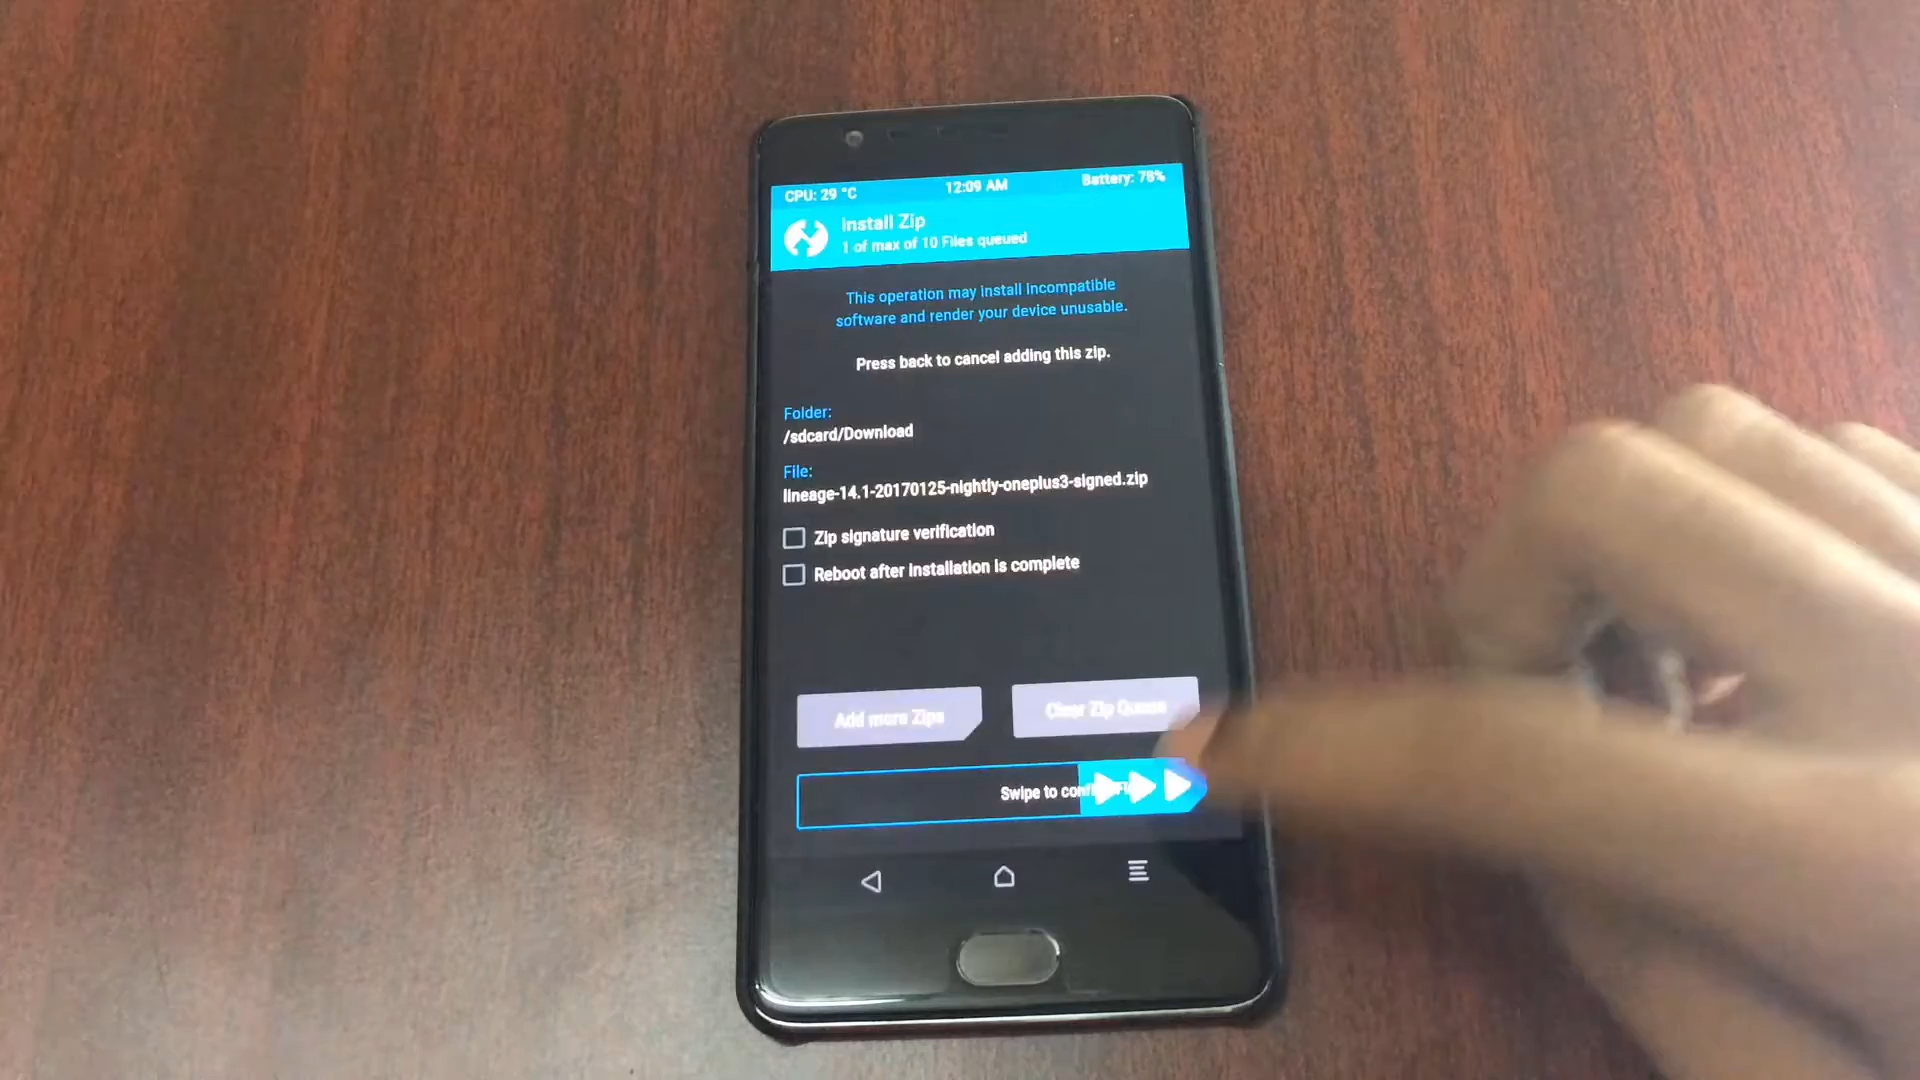 CPU: 29 °C
12:09 AM
Battery: 78%
Install Zip
1 of max of 10 Files queued
This operation may install incompatible
software and render your device unusable.
Press back to cancel adding this zip.
Folder:
/sdcard/Download
File:
lineage-14.1-20170125-nightly-oneplus3-signed.zip
Zip signature verification
Reboot after installation is complete
Add more Zips
Clear Zip Queue
Swipe to